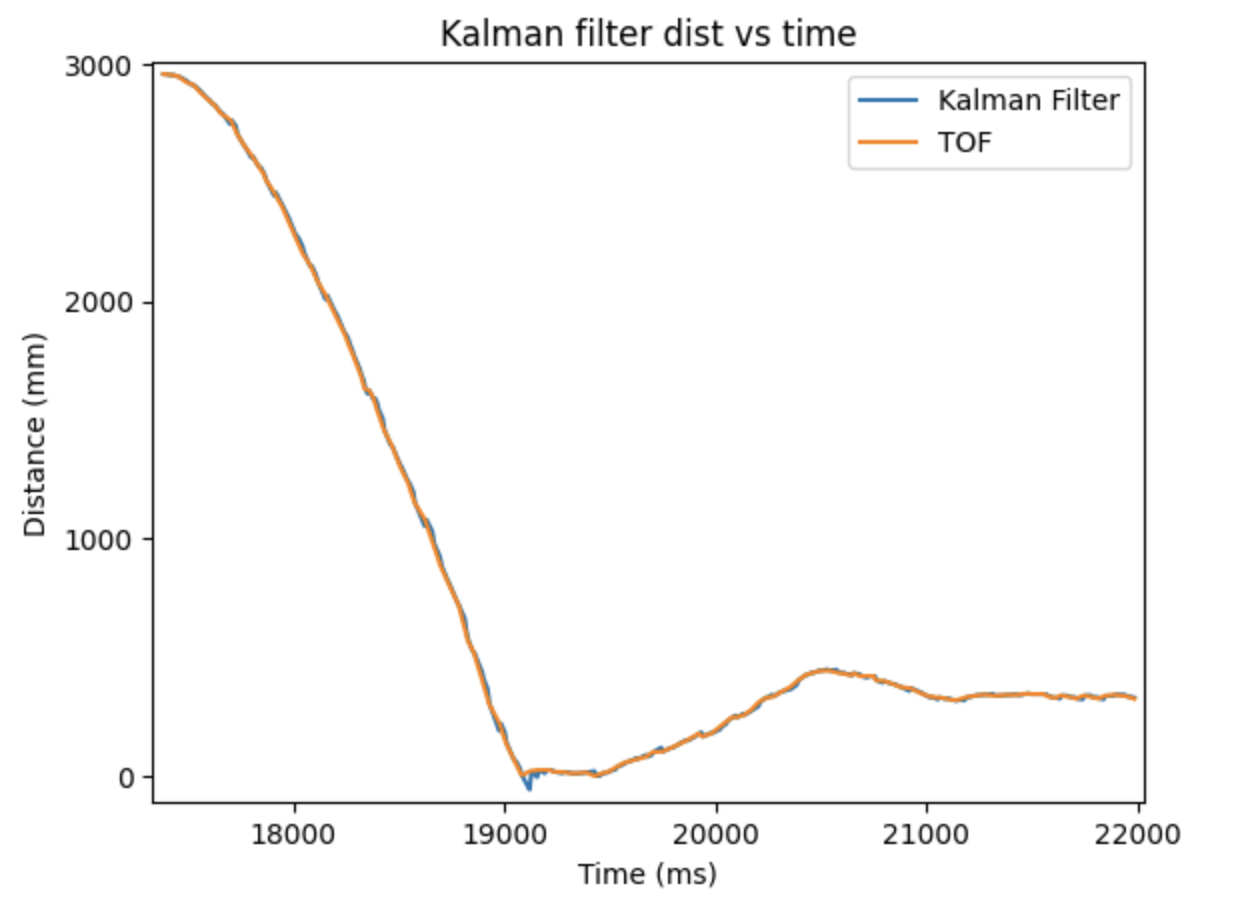 Kalman filter dist vs time
Kalman Filter
TOF
3000
2000
1000
0
Distance (mm)
18000 19000 20000 21000 22000
Time (ms)